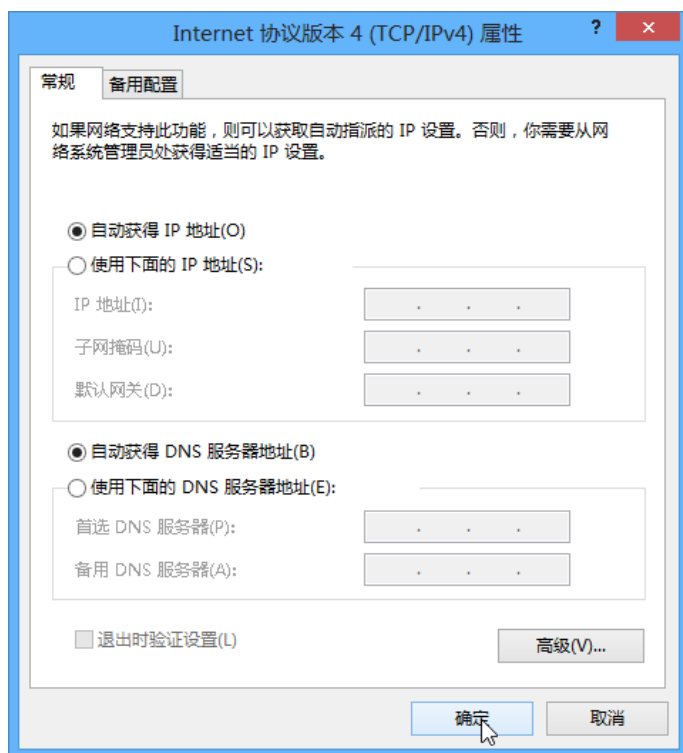 Internet 协议版本 4 (TCP/IPv4) 属性
?
×
常规
备用配置
如果网络支持此功能，则可以获取自动指派的 IP 设置。否则，你需要从网
络系统管理员处获得适当的 IP 设置。
自动获得 IP 地址(O)
使用下面的 IP 地址(S):
IP 地址(I):
. . .
子网掩码(U):
. . .
默认网关(D):
. . .
自动获得 DNS 服务器地址(B)
使用下面的 DNS 服务器地址(E):
首选 DNS 服务器(P):
. . .
备用 DNS 服务器(A):
. . .
退出时验证设置(L)
高级(V)...
确定
取消